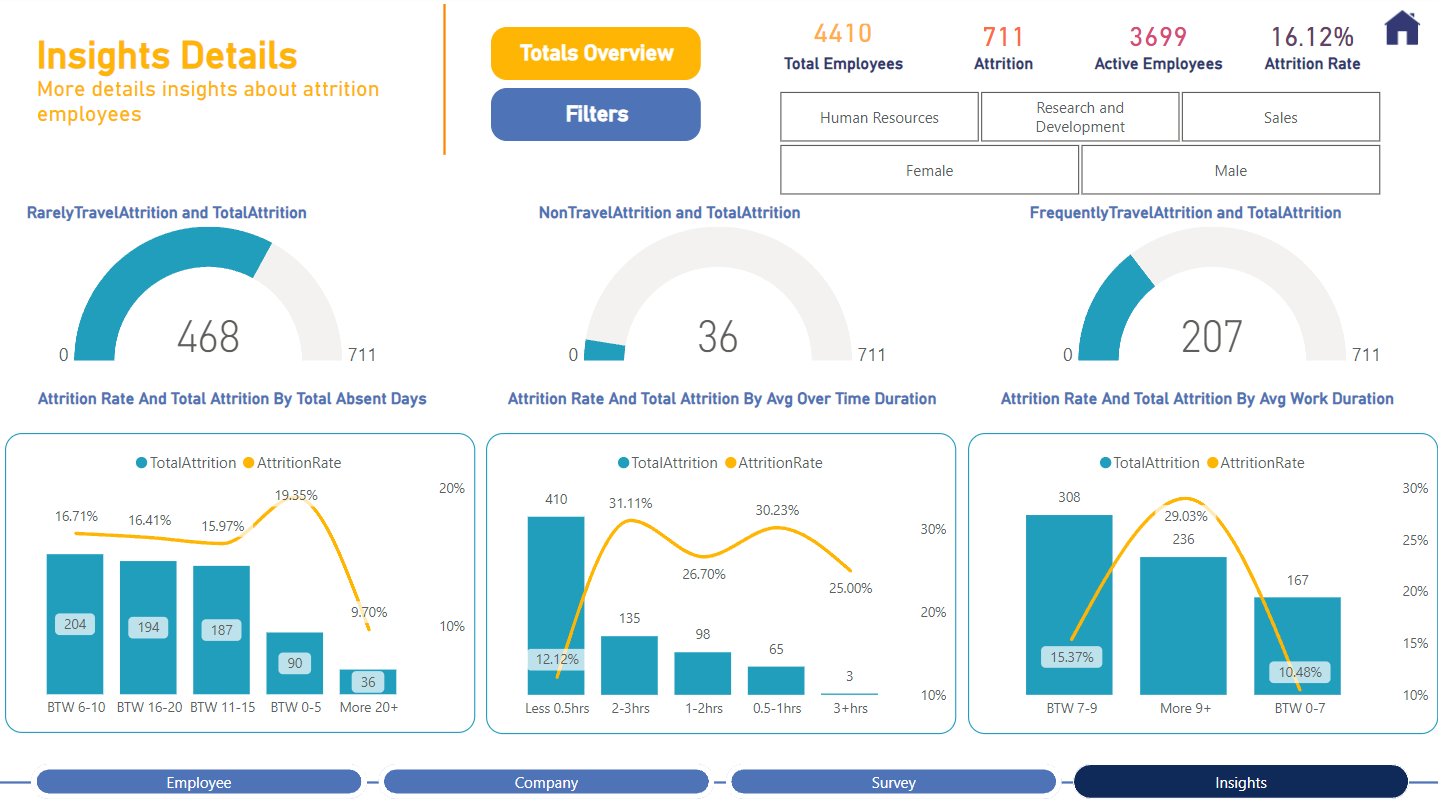 Insights Details
More details insights about attrition
employees
Totals Overview
Filters
4410
Total Employees
711
Attrition
3699
Active Employees
16.12%
Attrition Rate
Human Resources
Research and
Development
Sales
Female
Male
RarelyTravelAttrition and TotalAttrition
0
468
711
NonTravelAttrition and TotalAttrition
0
36
711
FrequentlyTravelAttrition and TotalAttrition
0
207
711
Attrition Rate And Total Attrition By Total Absent Days
TotalAttrition AttritionRate
20%
10%
16.71%
16.41%
15.97%
19.35%
9.70%
204
194
187
90
36
BTW 6-10
BTW 16-20
BTW 11-15
BTW 0-5
More 20+
Attrition Rate And Total Attrition By Avg Over Time Duration
TotalAttrition AttritionRate
410
31.11%
30.23%
30%
26.70%
25.00%
20%
135
98
65
3
12.12%
10%
Less 0.5hrs
2-3hrs
1-2hrs
0.5-1hrs
3+hrs
Attrition Rate And Total Attrition By Avg Work Duration
TotalAttrition AttritionRate
308
29.03%
236
167
15.37%
10.48%
30%
25%
20%
15%
10%
BTW 7-9
More 9+
BTW 0-7
Employee
Company
Survey
Insights